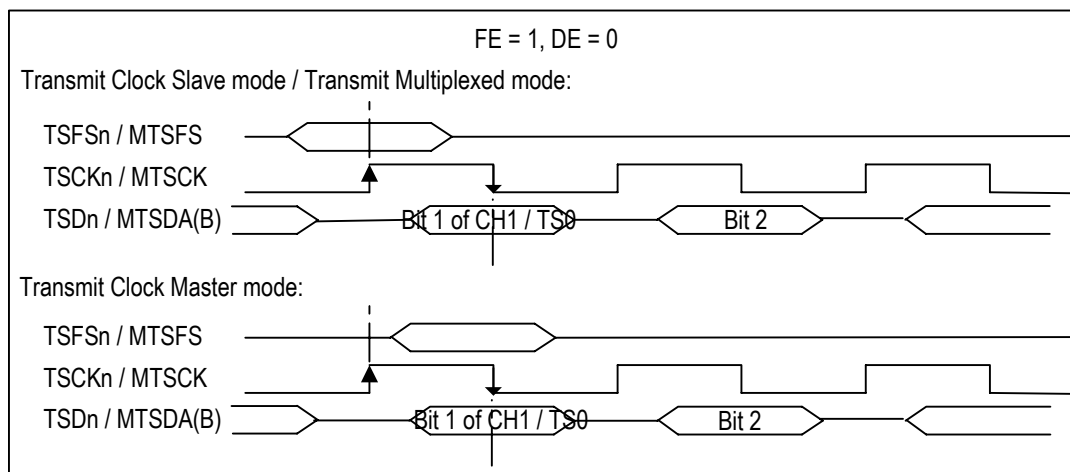 FE = 1, DE = 0
Transmit Clock Slave mode / Transmit Multiplexed mode:
TSFSn / MTSFS
TSCKn / MTSCK
TSDn / MTSDA(B)
Bit 1 of CH1 / TS0
Bit 2
Transmit Clock Master mode:
TSFSn / MTSFS
TSCKn / MTSCK
TSDn / MTSDA(B)
Bit 1 of CH1 / TS0
Bit 2